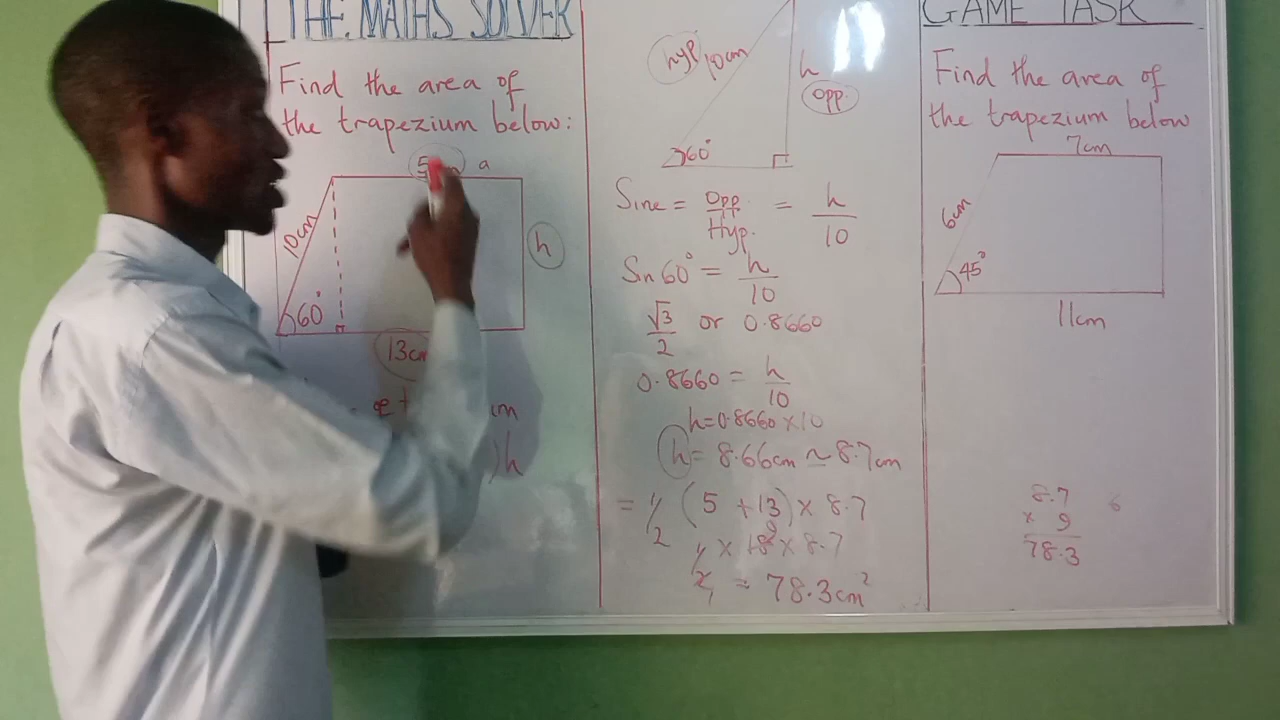 THE MATHS SOLVER
Find the area of
the trapezium below:
a
10cm
h
60°
13cm
cm
)h
hyp
10cm
h
opp.
60°
Sine = Opp. = h
Hyp. 10
Sin 60° = h
10
√3 or 0.8660
2
0.8660 = h
10
h=0.8660 × 10
h = 8.66cm ≃ 8.7cm
= 1/2 (5 + 13) × 8.7
1/2 × 18 × 8.7
= 78.3cm²
GAME TASK
Find the area of
the trapezium below
7cm
6cm
45°
11cm
8.7
× 9
78.3